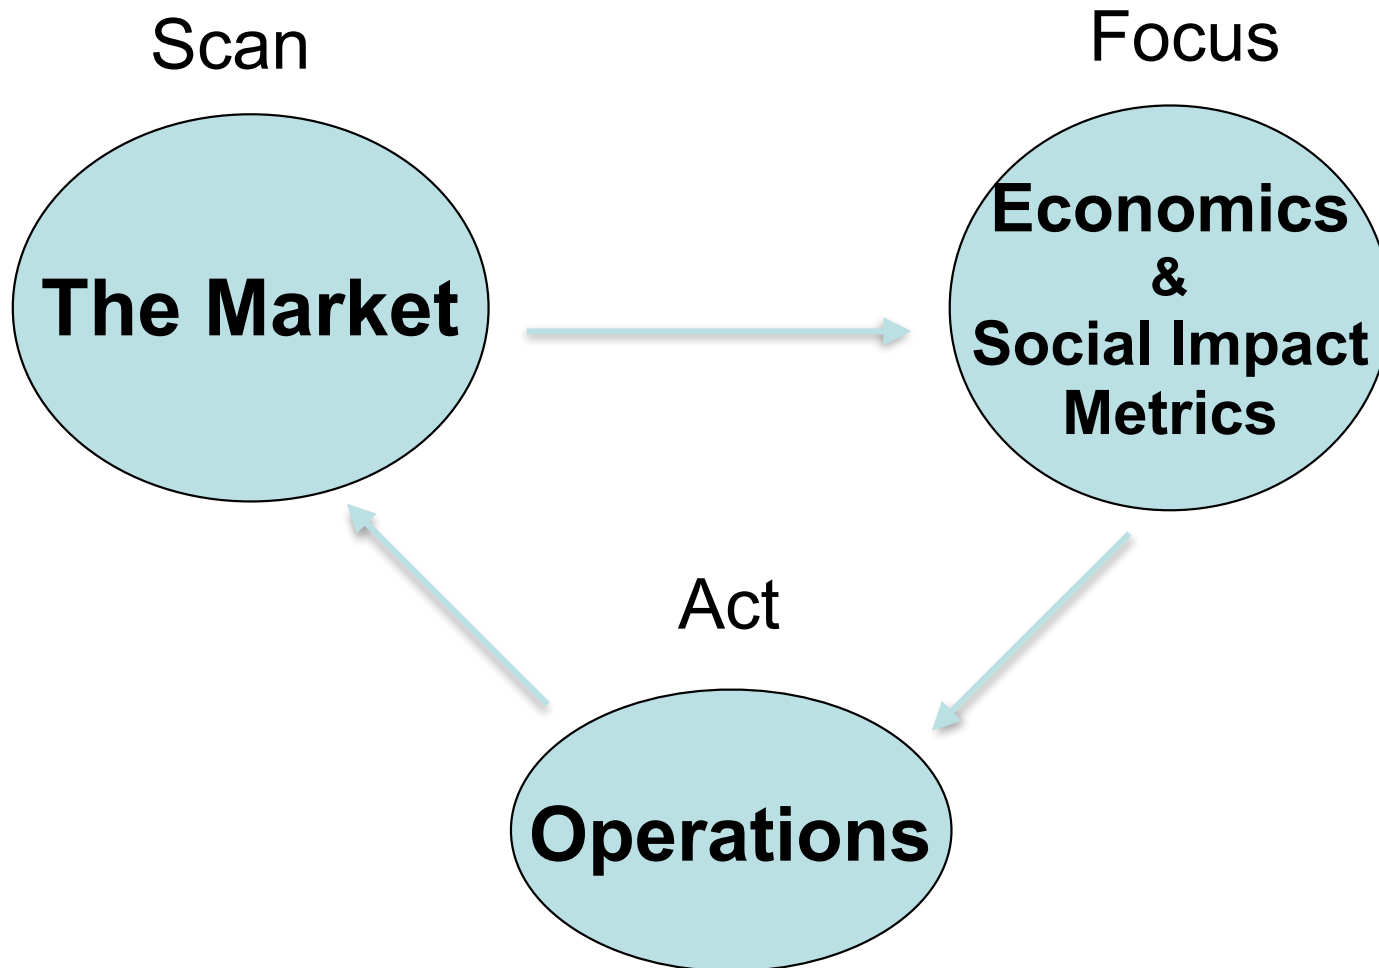 Scan
Focus
The Market
Economics
&
Social Impact
Metrics
Act
Operations